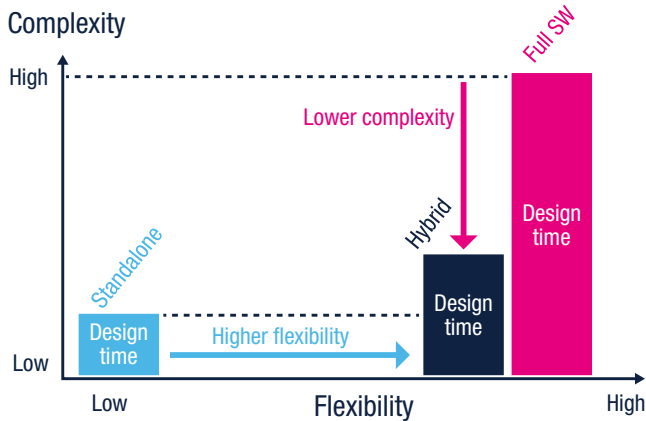 Complexity
Full SW
High
Lower complexity
Hybrid
Design
time
Standalone
Design
time
Higher flexibility
Design
time
Low
Low
Flexibility
High